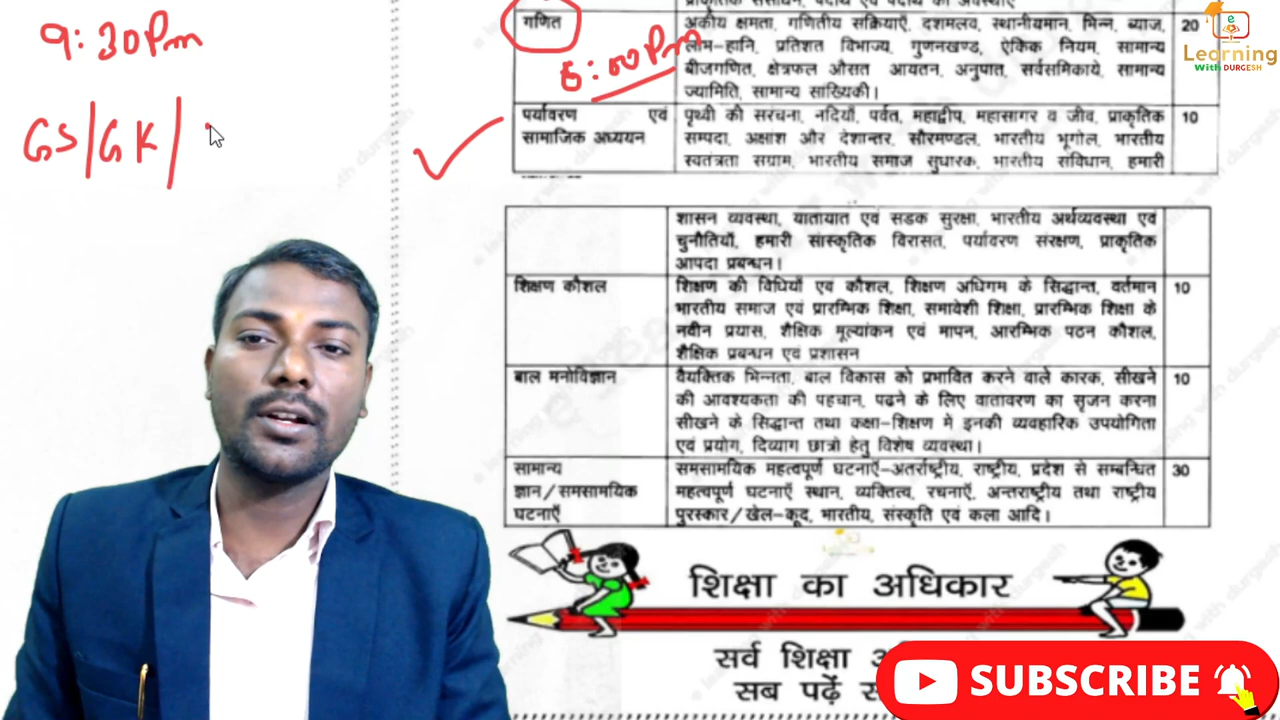 9:30Pm
GS/GK/
e
Learning
With DURGESH
गणित
अंकीय क्षमता, गणितीय सक्रियाएँ, दशमलव, स्थानीयमान, भिन्न, ब्याज,
लाभ-हानि, प्रतिशत विभाज्य, गुणनखण्ड, ऐकिक नियम, सामान्य
बीजगणित, क्षेत्रफल औसत आयतन, अनुपात, सर्वसमिकाये, सामान्य
ज्यामिति, सामान्य सांख्यिकी।
20
पर्यावरण एवं
सामाजिक अध्ययन
पृथ्वी की सरंचना, नदियाँ, पर्वत, महाद्वीप, महासागर व जीव, प्राकृतिक
सम्पदा, अक्षांश और देशान्तर, सौरमण्डल, भारतीय भूगोल, भारतीय
स्वतंत्रता सग्राम, भारतीय समाज सुधारक, भारतीय संविधान, हमारी
10
शासन व्यवस्था, यातायात एवं सडक सुरक्षा, भारतीय अर्थव्यवस्था एवं
चुनौतियाँ, हमारी सांस्कृतिक विरासत, पर्यावरण संरक्षण, प्राकृतिक
आपदा प्रबन्धन।
शिक्षण कौशल
शिक्षण की विधियाँ एवं कौशल, शिक्षण अधिगम के सिद्धान्त, वर्तमान
भारतीय समाज एवं प्रारम्भिक शिक्षा, समावेशी शिक्षा, प्रारम्भिक शिक्षा के
नवीन प्रयास, शैक्षिक मूल्यांकन एवं मापन, आरम्भिक पठन कौशल,
शैक्षिक प्रबन्धन एवं प्रशासन
10
बाल मनोविज्ञान
वैयक्तिक भिन्नता, बाल विकास को प्रभावित करने वाले कारक, सीखने
की आवश्यकता की पहचान, पढने के लिए वातावरण का सृजन करना
सीखने के सिद्धान्त तथा कक्षा-शिक्षण मे इनकी व्यवहारिक उपयोगिता
एवं प्रयोग, दिव्याग छात्रो हेतु विशेष व्यवस्था।
10
सामान्य
ज्ञान/समसामयिक
घटनाएँ
समसामयिक महत्वपूर्ण घटनाएँ-अंतर्राष्ट्रीय, राष्ट्रीय, प्रदेश से सम्बन्धित
महत्वपूर्ण घटनाएँ स्थान, व्यक्तित्व, रचनाएँ, अन्तराष्ट्रीय तथा राष्ट्रीय
पुरस्कार/खेल-कूद, भारतीय, संस्कृति एवं कला आदि।
30
शिक्षा का अधिकार
सर्व शिक्षा
सब पढ़ें
SUBSCRIBE